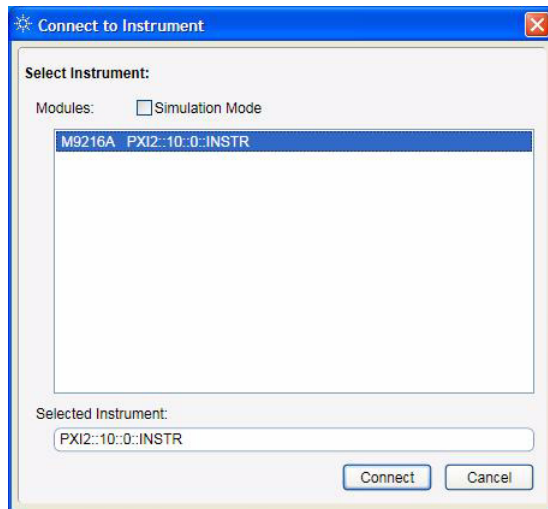 Connect to Instrument
Select Instrument:
Modules: Simulation Mode
M9216A PXI2::10::0::INSTR
Selected Instrument:
PXI2::10::0::INSTR
Connect Cancel